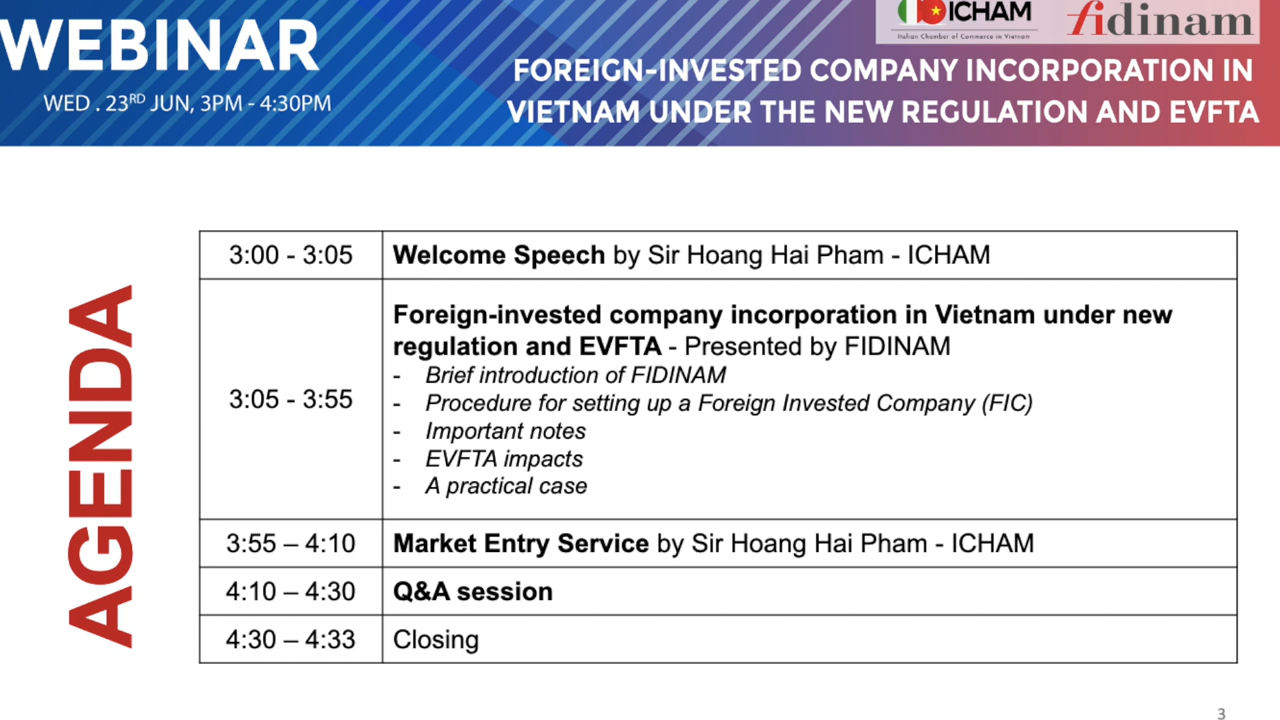 WEBINAR
WED . 23RD JUN, 3PM - 4:30PM
ICHAM
Italian Chamber of Commerce in Vietnam
fidinam
FOREIGN-INVESTED COMPANY INCORPORATION IN
VIETNAM UNDER THE NEW REGULATION AND EVFTA
AGENDA
3:00 - 3:05
Welcome Speech by Sir Hoang Hai Pham - ICHAM
3:05 - 3:55
Foreign-invested company incorporation in Vietnam under new
regulation and EVFTA - Presented by FIDINAM
- Brief introduction of FIDINAM
- Procedure for setting up a Foreign Invested Company (FIC)
- Important notes
- EVFTA impacts
- A practical case
3:55 – 4:10
Market Entry Service by Sir Hoang Hai Pham - ICHAM
4:10 – 4:30
Q&A session
4:30 – 4:33
Closing
3